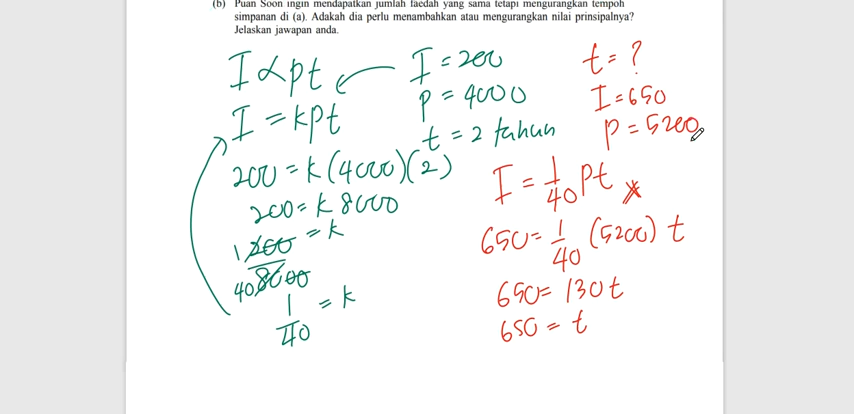 (b) Puan Soon ingin mendapatkan jumlah faedah yang sama tetapi mengurangkan tempoh
simpanan di (a). Adakah dia perlu menambahkan atau mengurangkan nilai prinsipalnya?
Jelaskan jawapan anda.
I ∝ pt
I = kpt
200 = k(4000)(2)
200 = k 8000
1 200 = k
40 8000
1 = k
40
I = 200
p = 4000
t = 2 tahun
t = ?
I = 650
p = 5200
I = 1/40 pt *
650 = 1/40 (5200) t
650 = 130t
650 = t